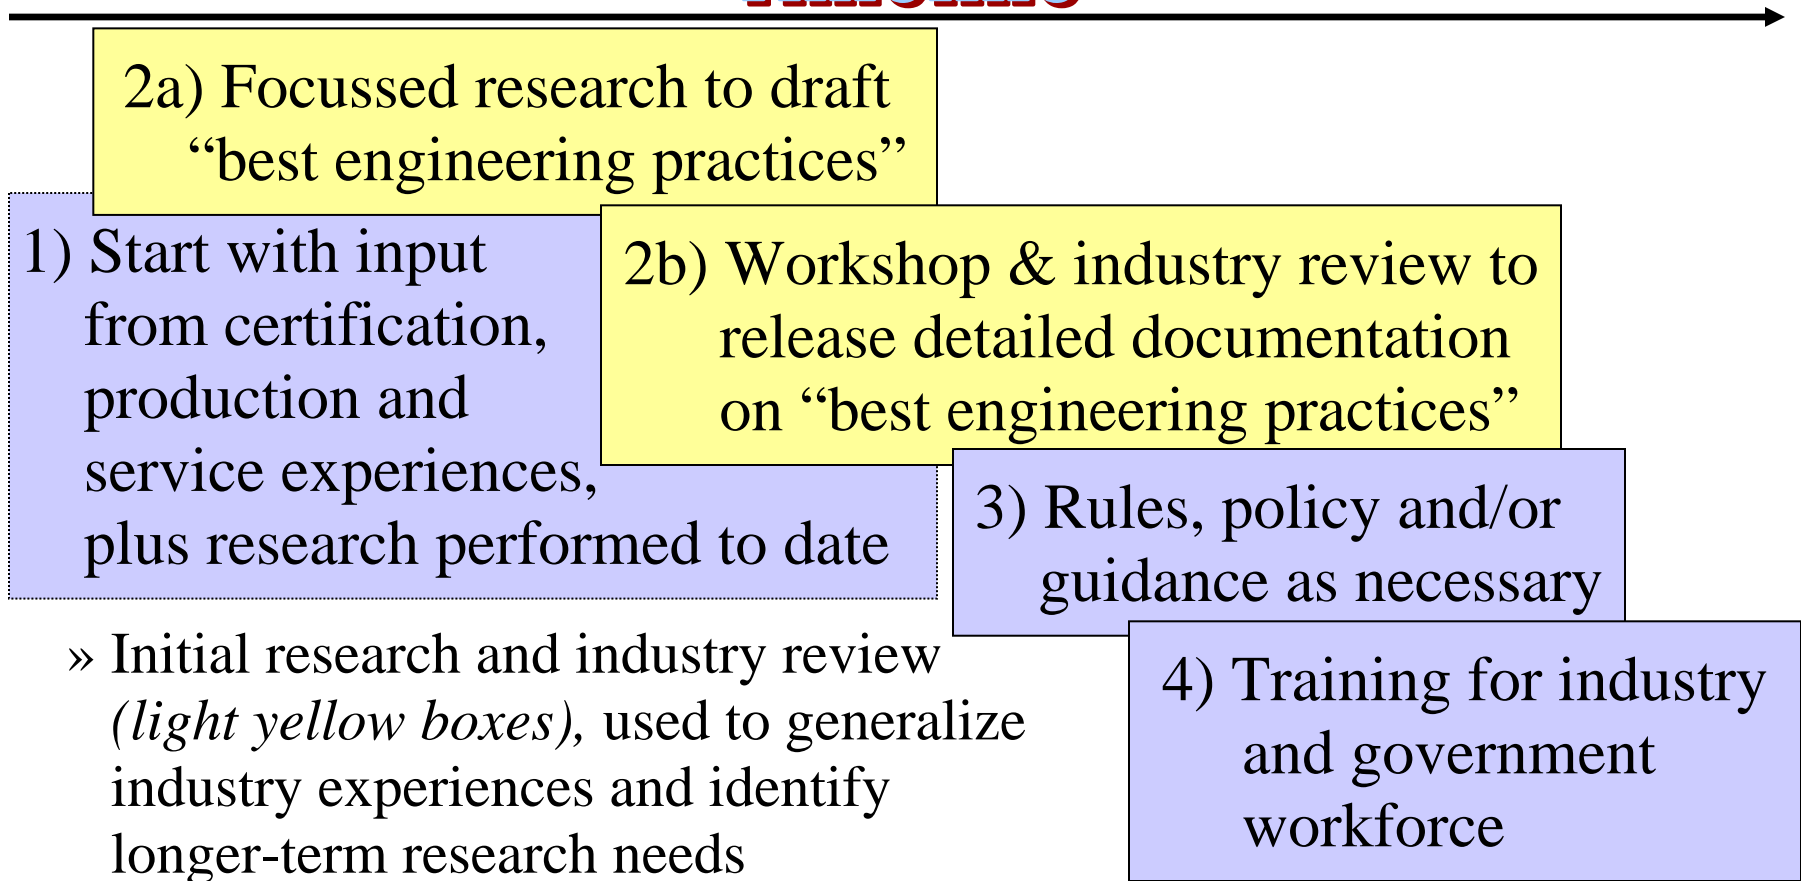 2a) Focussed research to draft
“best engineering practices”
1) Start with input
from certification,
production and
service experiences,
plus research performed to date
2b) Workshop & industry review to
release detailed documentation
on “best engineering practices”
3) Rules, policy and/or
guidance as necessary
4) Training for industry
and government
workforce
» Initial research and industry review
(light yellow boxes), used to generalize
industry experiences and identify
longer-term research needs